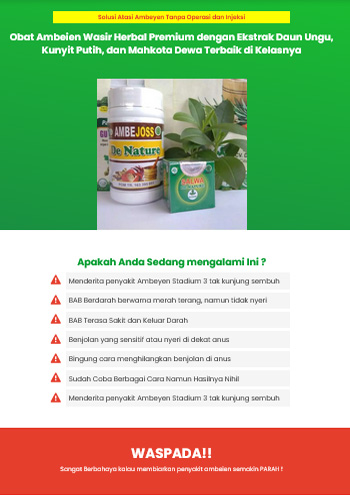 Solusi Atasi Ambeyen Tanpa Operasi dan Injeksi
Obat Ambeien Wasir Herbal Premium dengan Ekstrak Daun Ungu,
Kunyit Putih, dan Mahkota Dewa Terbaik di Kelasnya
AMBEJOSS
De Nature
Apakah Anda Sedang mengalami Ini ?
Menderita penyakit Ambeyen Stadium 3 tak kunjung sembuh
BAB Berdarah berwarna merah terang, namun tidak nyeri
BAB Terasa Sakit dan Keluar Darah
Benjolan yang sensitif atau nyeri di dekat anus
Bingung cara menghilangkan benjolan di anus
Sudah Coba Berbagai Cara Namun Hasilnya Nihil
Menderita penyakit Ambeyen Stadium 3 tak kunjung sembuh
WASPADA!!
Sangat Berbahaya kalau membiarkan penyakit ambeien semakin PARAH !